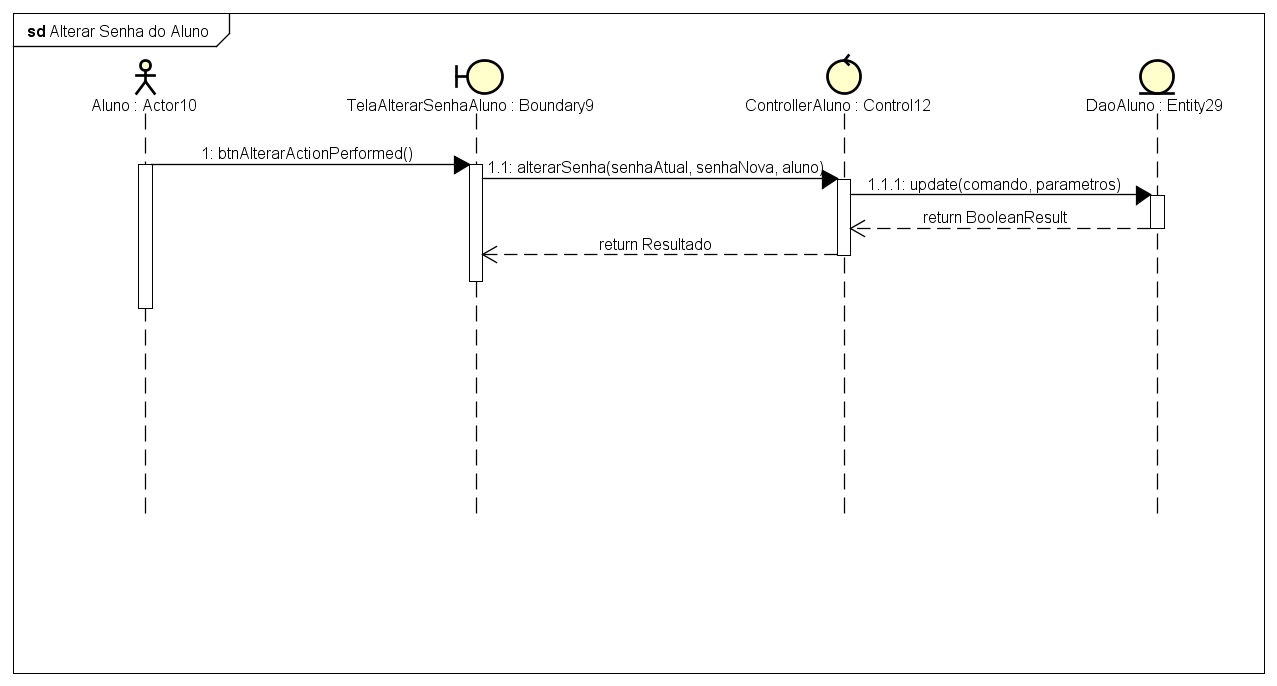 sd Alterar Senha do Aluno
Aluno : Actor10
TelaAlterarSenhaAluno : Boundary9
ControllerAluno : Control12
DaoAluno : Entity29
1: btnAlterarActionPerformed()
1.1: alterarSenha(senhaAtual, senhaNova, aluno)
1.1.1: update(comando, parametros)
return BooleanResult
return Resultado